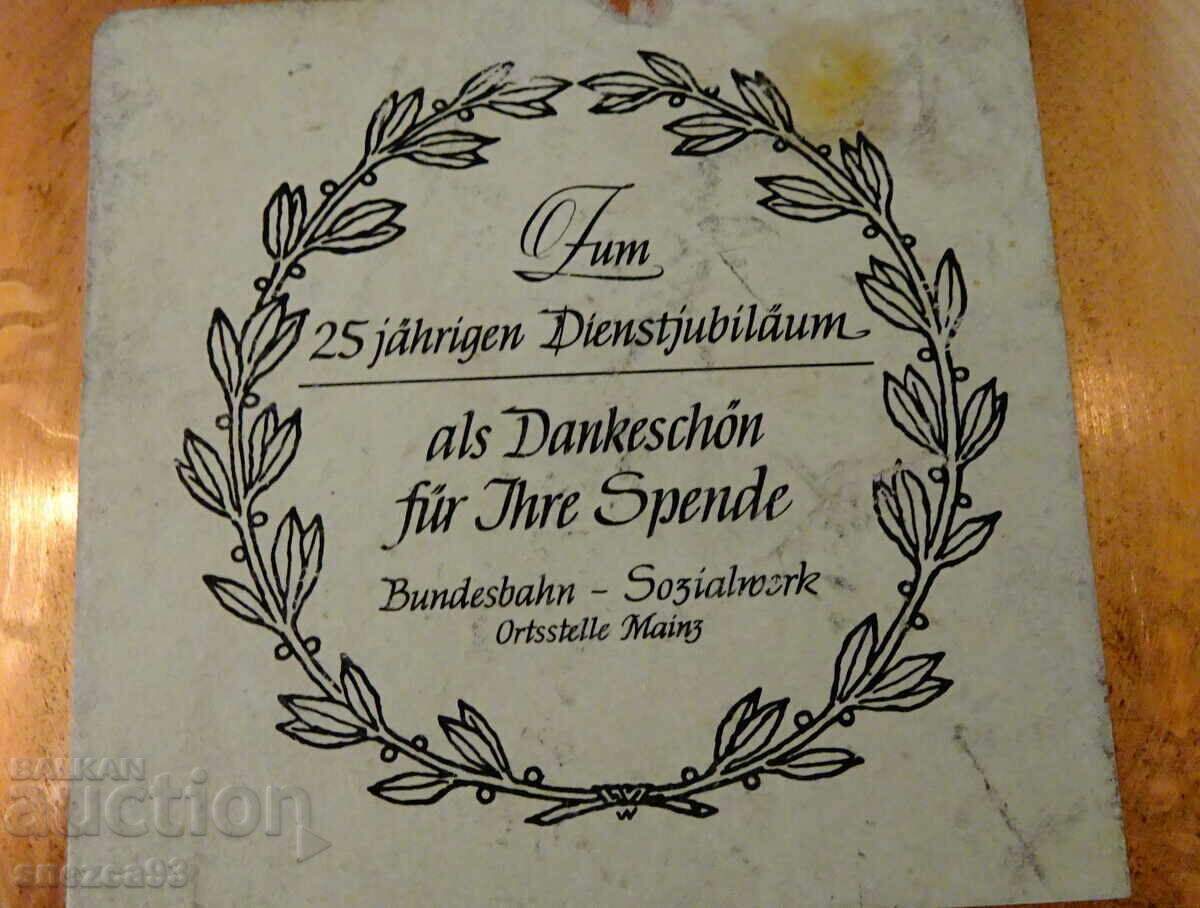 Zum
25 jährigen Dienstjubiläum
als Dankeschön
für Ihre Spende
Bundesbahn - Sozialwerk
Ortsstelle Mainz
BALKAN
auction
snezca93